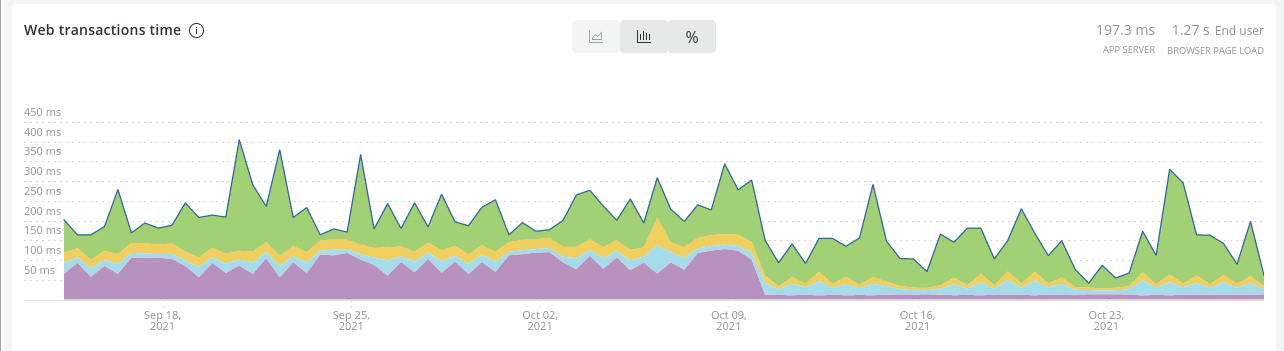 Web transactions time
%
197.3 ms 1.27 s End user
APP SERVER BROWSER PAGE LOAD
450 ms
400 ms
350 ms
300 ms
250 ms
200 ms
150 ms
100 ms
50 ms
Sep 18, 2021
Sep 25, 2021
Oct 02, 2021
Oct 09, 2021
Oct 16, 2021
Oct 23, 2021